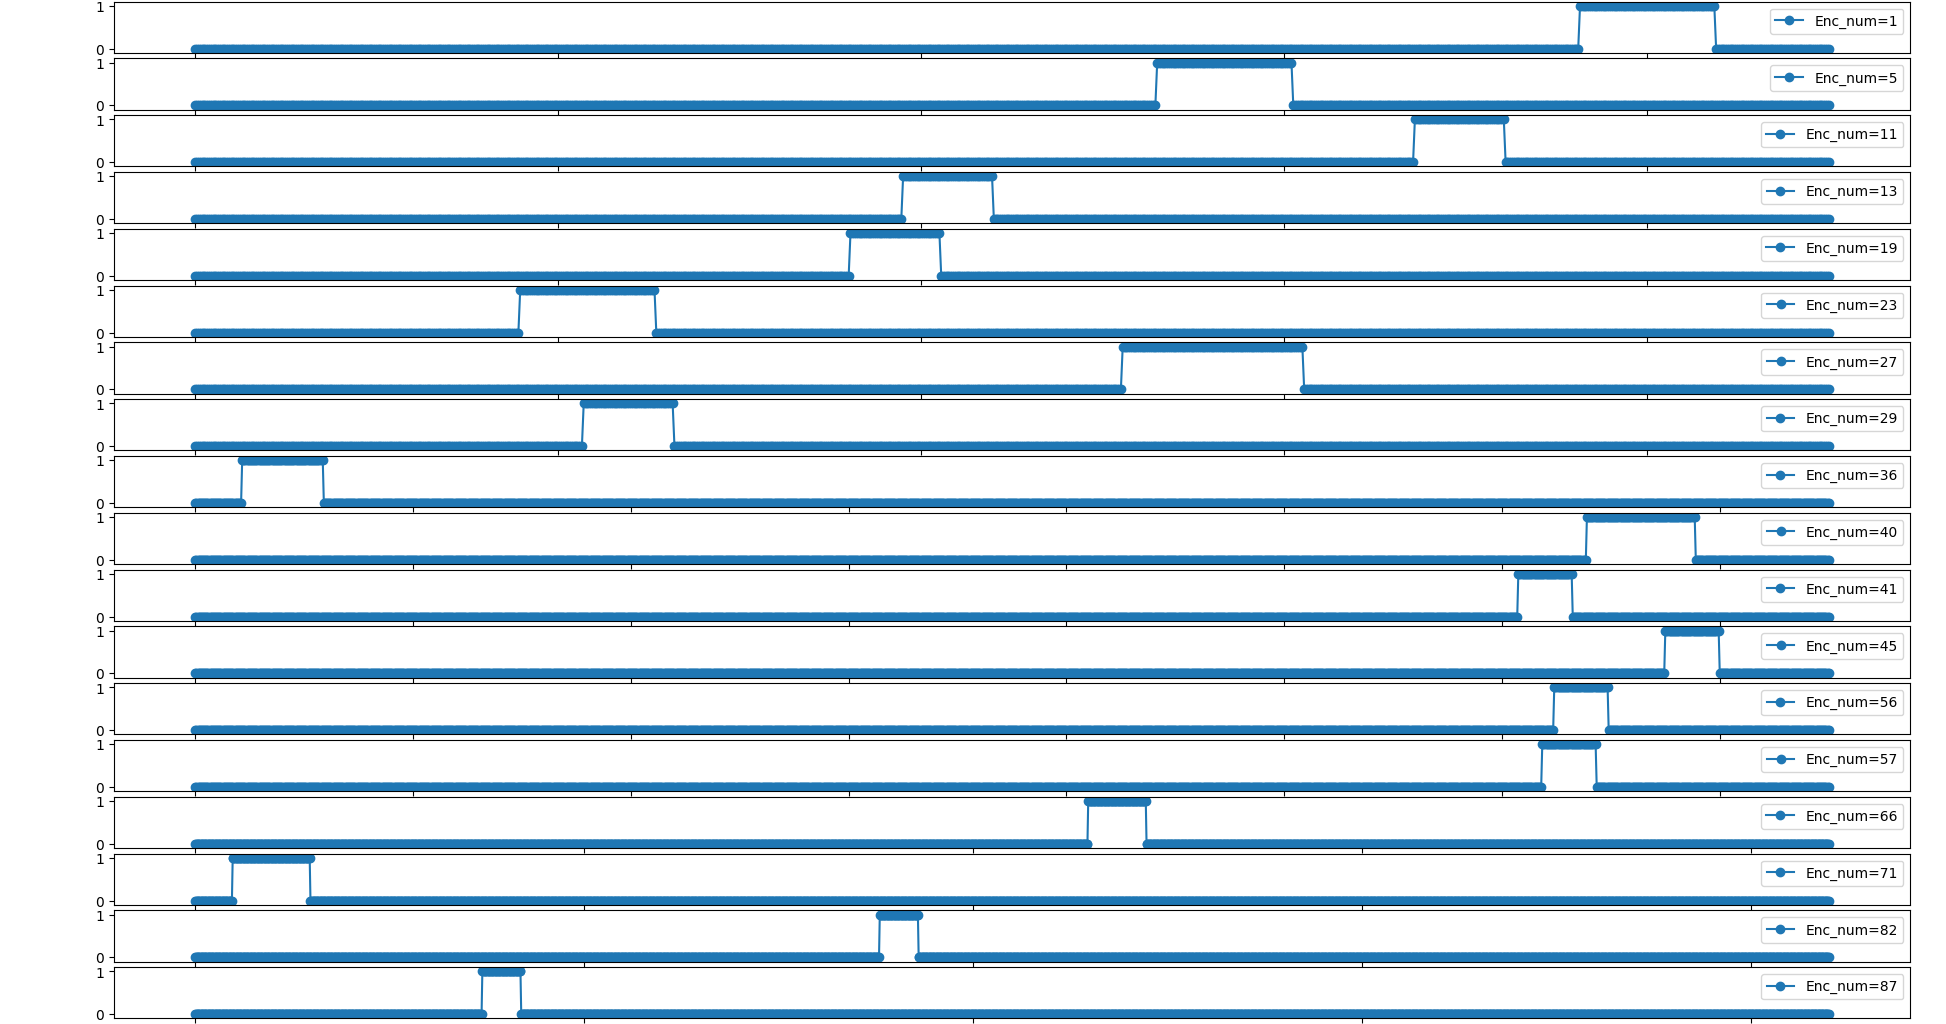 1
Enc_num=1
0
1
Enc_num=5
0
1
Enc_num=11
0
1
Enc_num=13
0
1
Enc_num=19
0
1
Enc_num=23
0
1
Enc_num=27
0
1
Enc_num=29
0
1
Enc_num=36
0
1
Enc_num=40
0
1
Enc_num=41
0
1
Enc_num=45
0
1
Enc_num=56
0
1
Enc_num=57
0
1
Enc_num=66
0
1
Enc_num=71
0
1
Enc_num=82
0
1
Enc_num=87
0